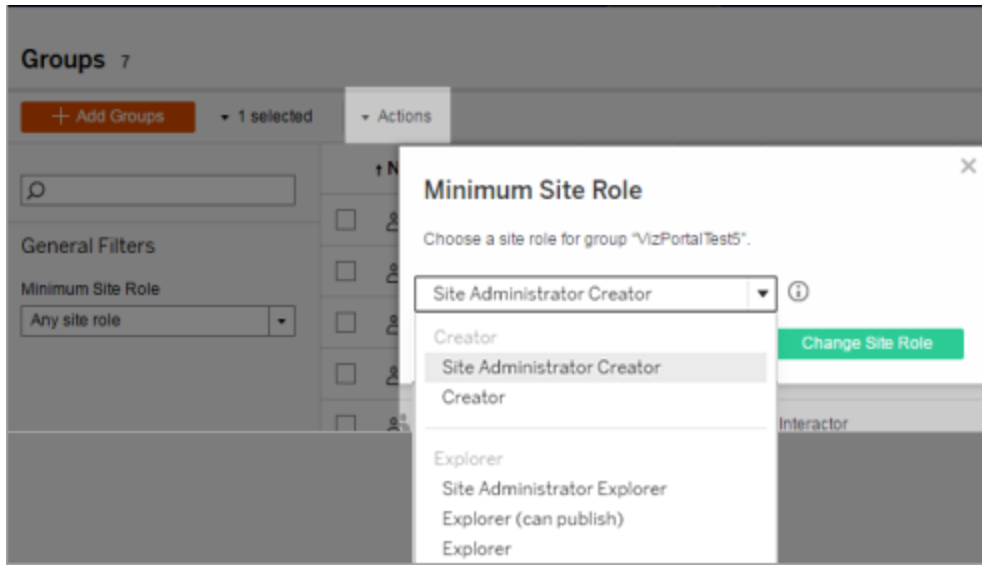 Groups 7
+ Add Groups
1 selected
Actions
↑ N
General Filters
Minimum Site Role
Any site role
Minimum Site Role
Choose a site role for group "VizPortalTest5".
Site Administrator Creator
Change Site Role
Creator
Site Administrator Creator
Creator
Interactor
Explorer
Site Administrator Explorer
Explorer (can publish)
Explorer